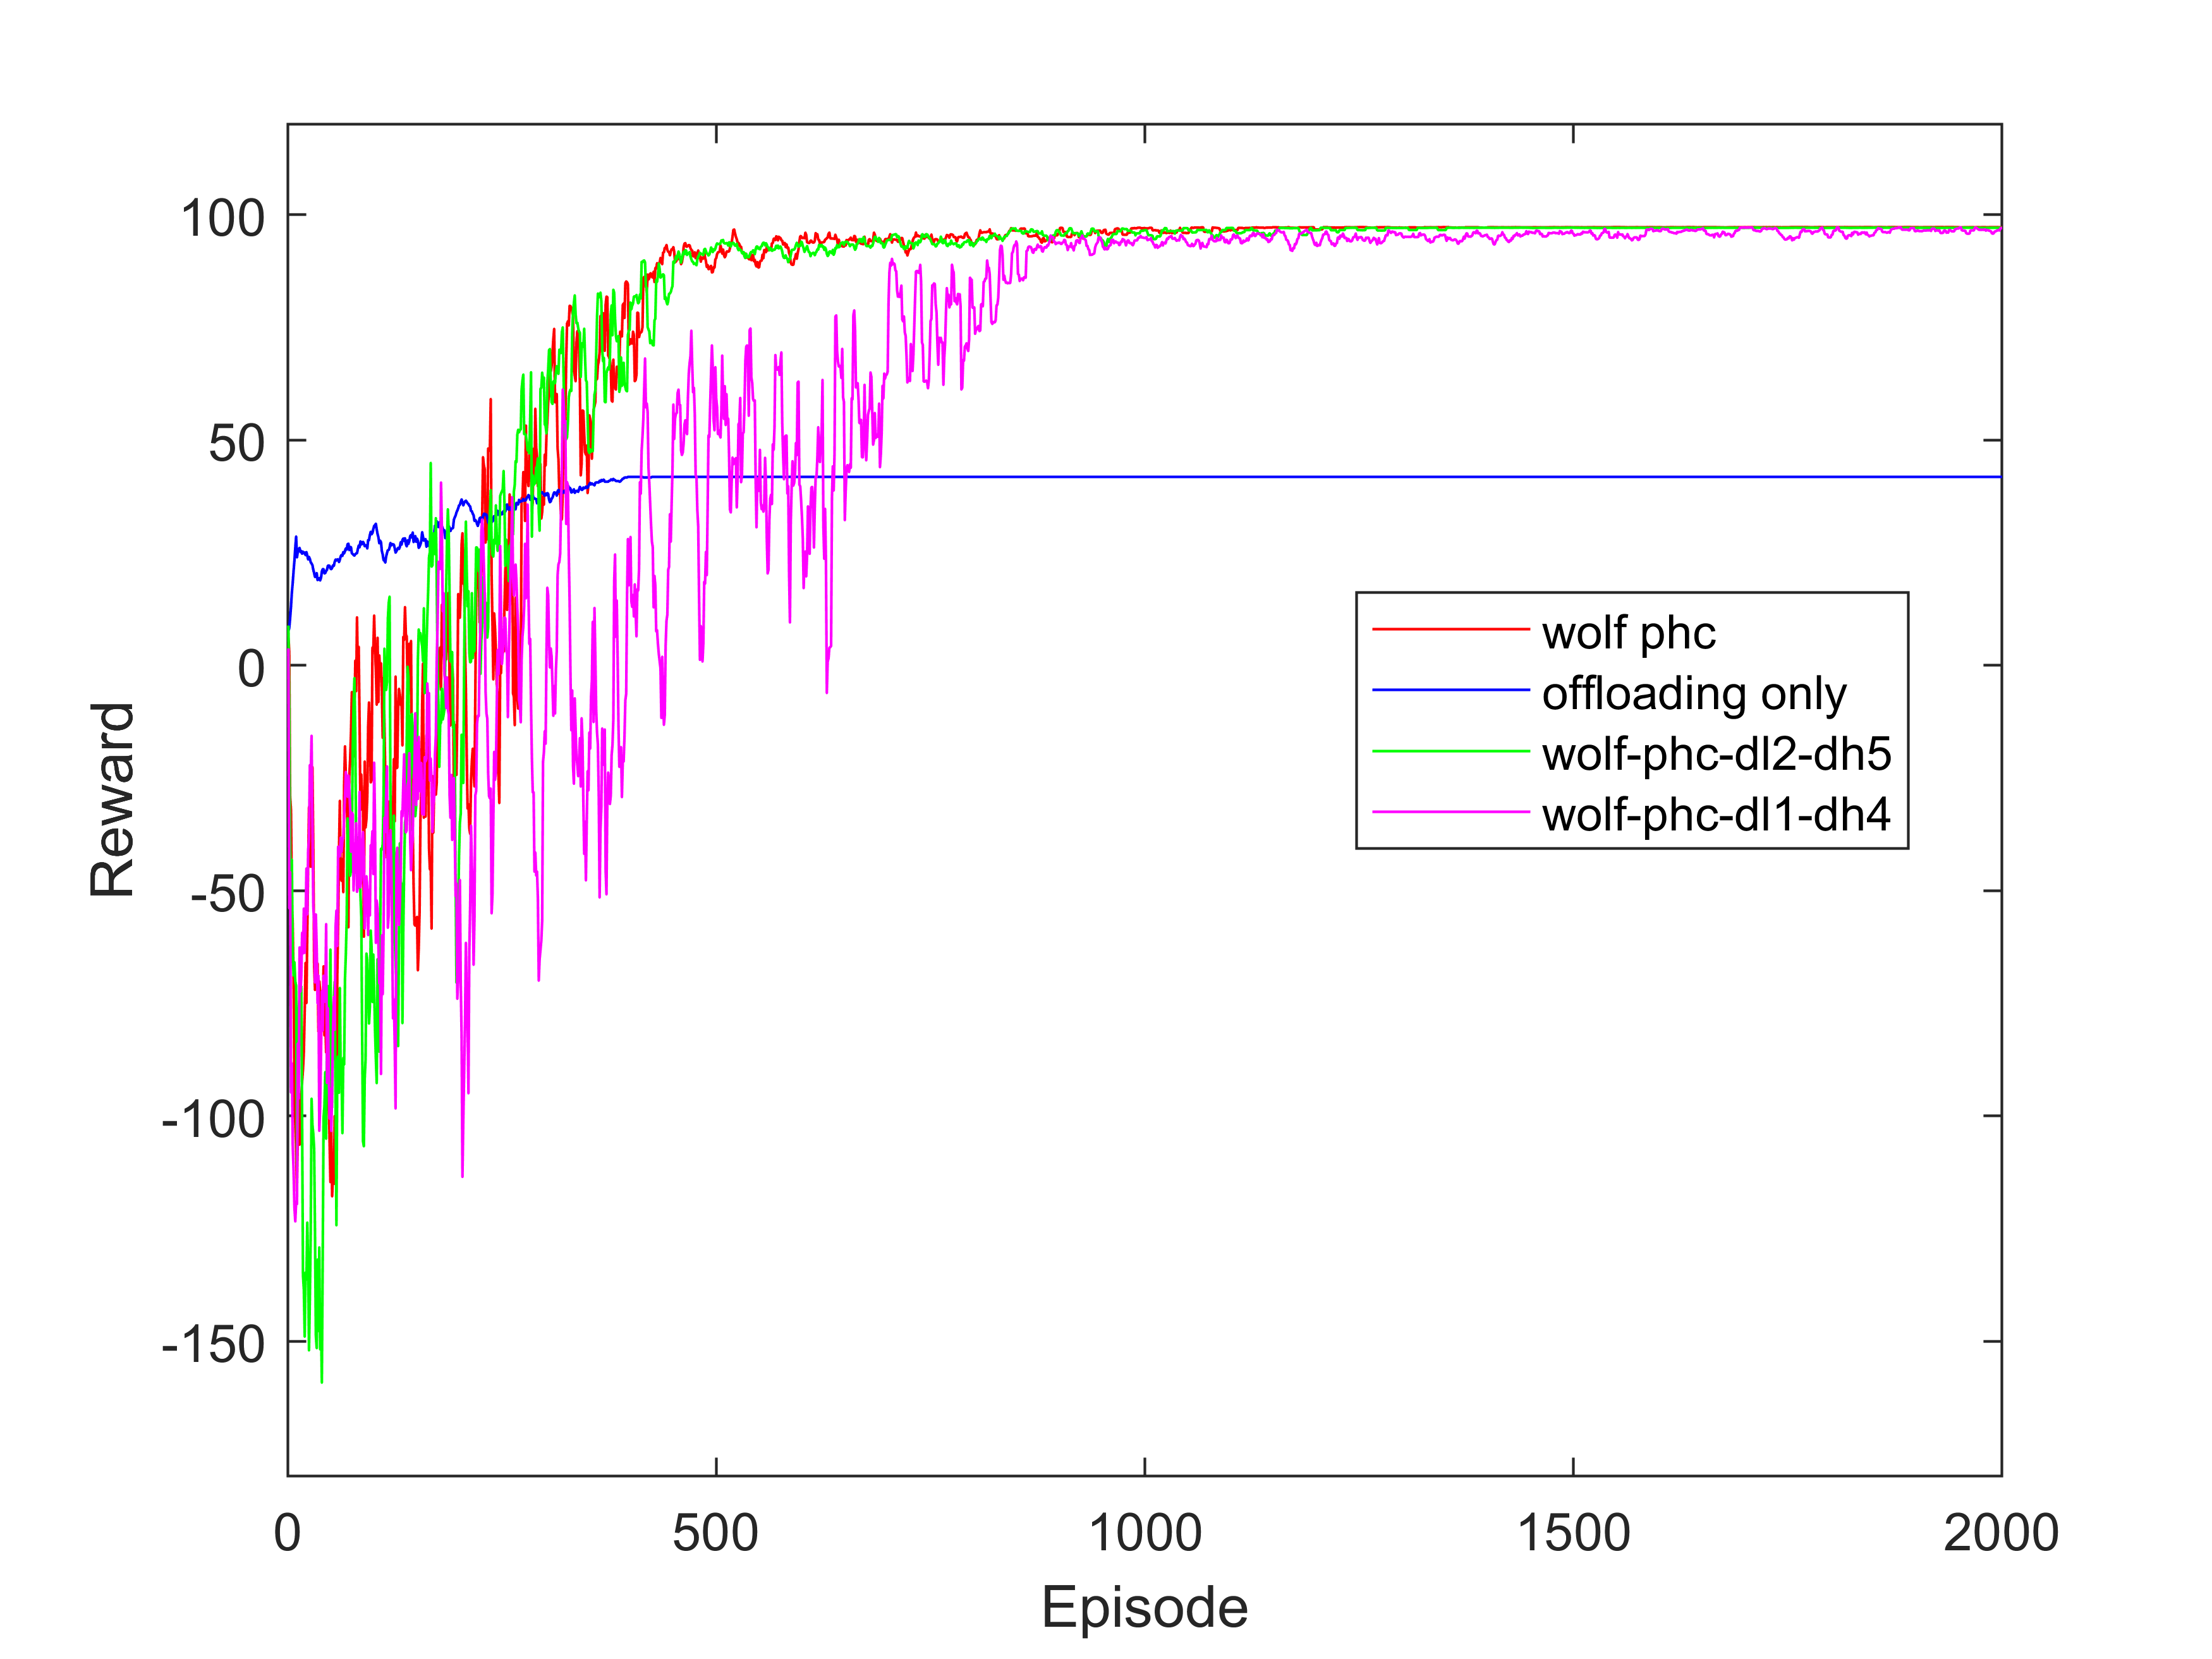 100
50
0
-50
-100
-150
Reward
0
500
1000
1500
2000
Episode
wolf phc
offloading only
wolf-phc-dl2-dh5
wolf-phc-dl1-dh4